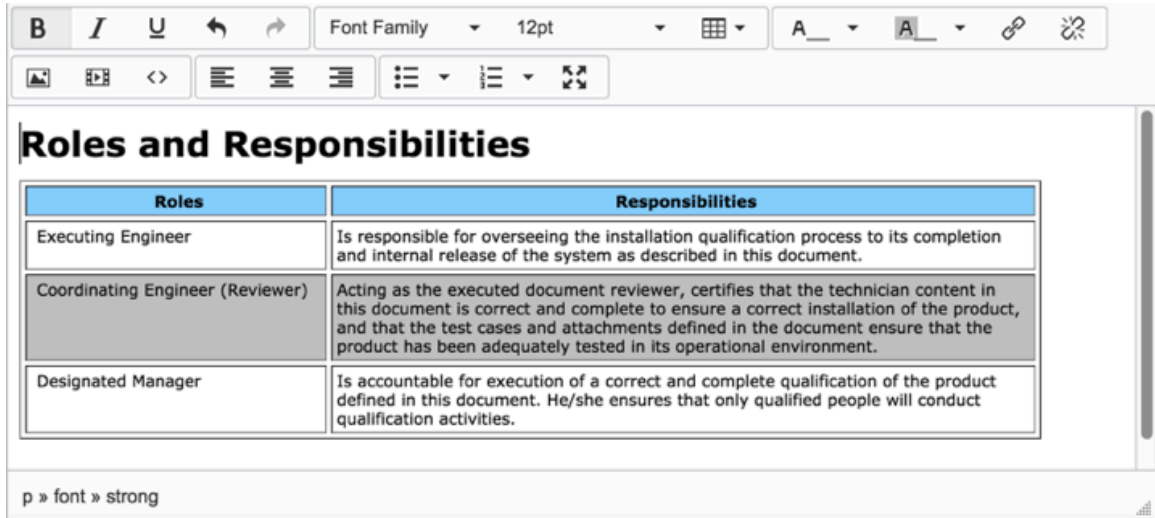 B I U Font Family 12pt A A
<>
Roles and Responsibilities
Roles Responsibilities
Executing Engineer
Is responsible for overseeing the installation qualification process to its completion
and internal release of the system as described in this document.
Coordinating Engineer (Reviewer)
Acting as the executed document reviewer, certifies that the technician content in
this document is correct and complete to ensure a correct installation of the product,
and that the test cases and attachments defined in the document ensure that the
product has been adequately tested in its operational environment.
Designated Manager
Is accountable for execution of a correct and complete qualification of the product
defined in this document. He/she ensures that only qualified people will conduct
qualification activities.
p » font » strong